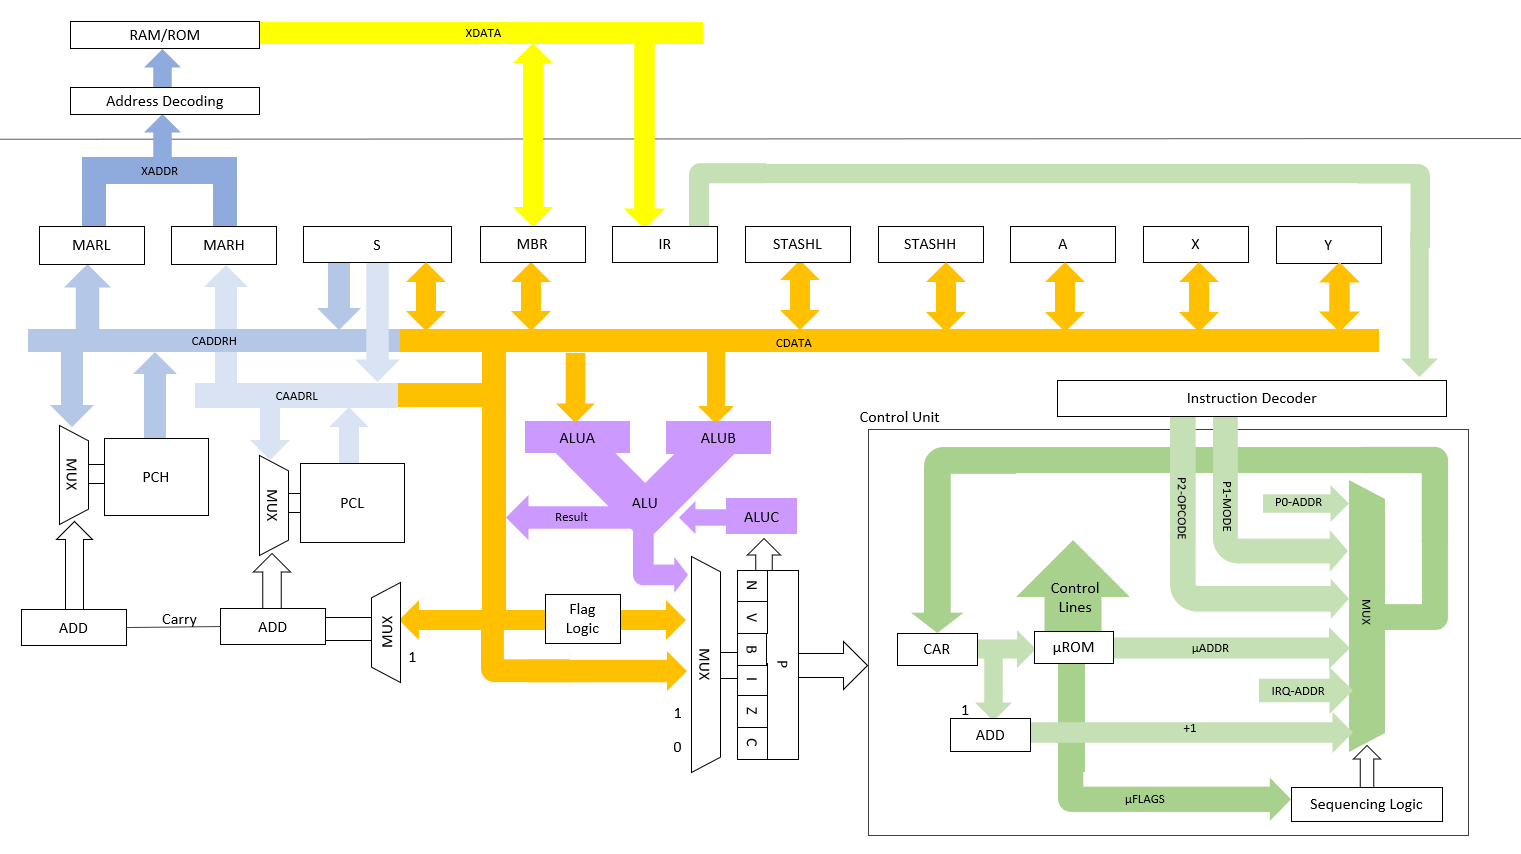 RAM/ROM
XDATA
Address Decoding
XADDR
MARL
MARH
S
MBR
IR
STASHL
STASHH
A
X
Y
CADDRH
CDATA
CAADRL
Instruction Decoder
Control Unit
ALUA
ALUB
MUX
PCH
MUX
PCL
ALU
Result
ALUC
P2-OPCODE
P1-MODE
P0-ADDR
Control
Lines
MUX
ADD
Carry
ADD
MUX
1
Flag
Logic
MUX
1
0
N
V
B
I
Z
C
P
CAR
µROM
µADDR
IRQ-ADDR
1
ADD
+1
µFLAGS
Sequencing Logic